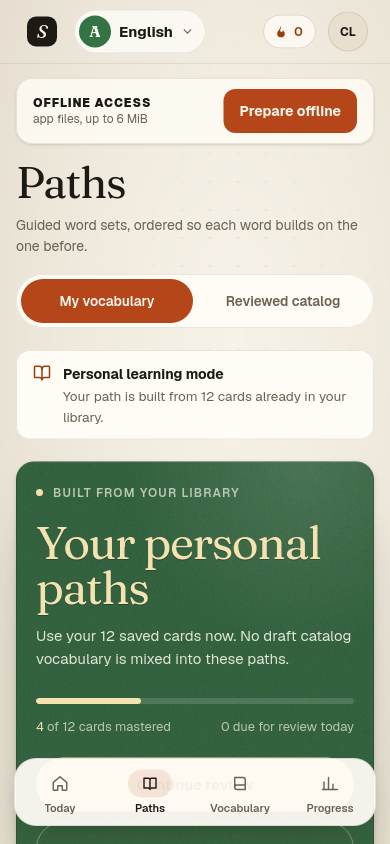 S
A English
0
CL
OFFLINE ACCESS
app files, up to 6 MiB
Prepare offline
Paths
Guided word sets, ordered so each word builds on the
one before.
My vocabulary
Reviewed catalog
Personal learning mode
Your path is built from 12 cards already in your
library.
BUILT FROM YOUR LIBRARY
Your personal
paths
Use your 12 saved cards now. No draft catalog
vocabulary is mixed into these paths.
4 of 12 cards mastered
0 due for review today
Today
Paths
Vocabulary
Progress